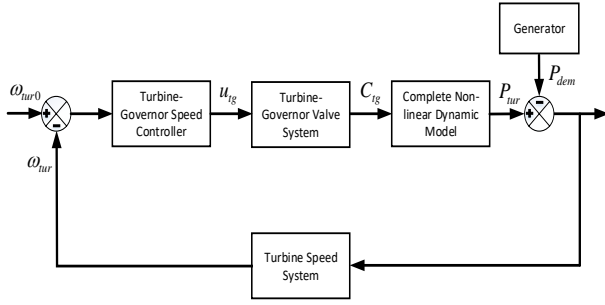 Generator
P_dem
ω_tur0
+
-
Turbine-
Governor Speed
Controller
u_tg
Turbine-
Governor Valve
System
C_tg
Complete Non-
linear Dynamic
Model
P_tur
+
-
ω_tur
Turbine Speed
System